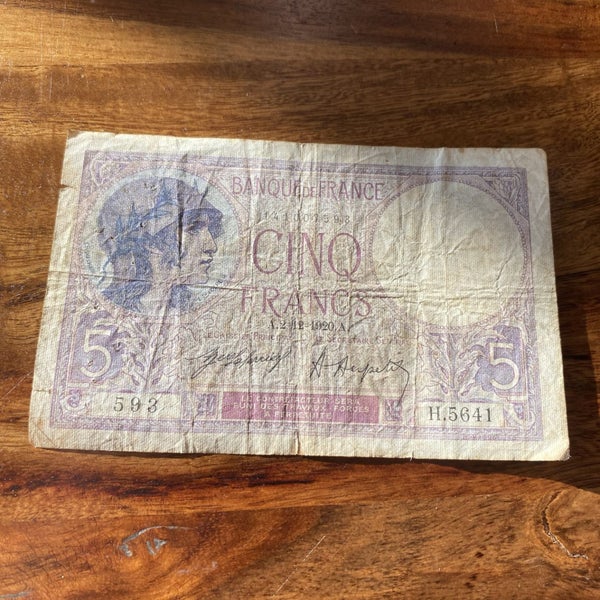 BANQUE DE FRANCE
141007593
CINQ
FRANCS
A.2-12-1920.A
5
5
593
H.5641
LE CONTREFACTEUR SERA
PUNI DES TRAVAUX FORCÉS
À PERPÉTUITÉ